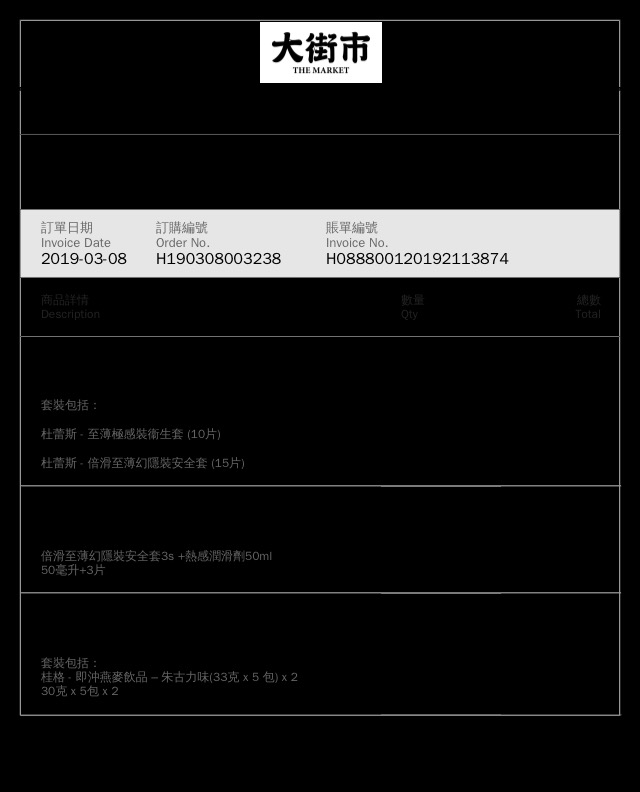 大街市
THE MARKET
訂單日期 訂購編號 賬單編號
Invoice Date Order No. Invoice No.
2019-03-08 H190308003238 H088800120192113874
商品詳情 數量 總數
Description Qty Total
套裝包括：
杜蕾斯 - 至薄極感裝衞生套 (10片)
杜蕾斯 - 倍滑至薄幻隱裝安全套 (15片)
倍滑至薄幻隱裝安全套3s +熱感潤滑劑50ml
50毫升+3片
套裝包括：
桂格 - 即沖燕麥飲品 – 朱古力味(33克 x 5 包) x 2
30克 x 5包 x 2